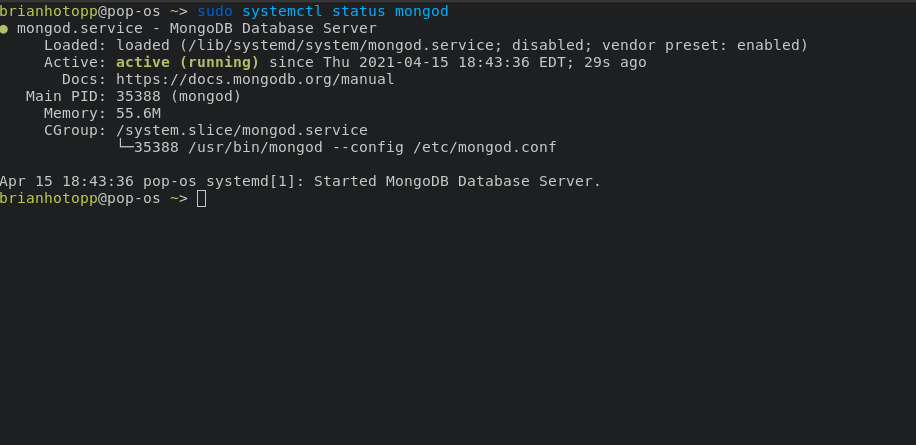 brianhotopp@pop-os ~> sudo systemctl status mongod
● mongod.service - MongoDB Database Server
     Loaded: loaded (/lib/systemd/system/mongod.service; disabled; vendor preset: enabled)
     Active: active (running) since Thu 2021-04-15 18:43:36 EDT; 29s ago
       Docs: https://docs.mongodb.org/manual
   Main PID: 35388 (mongod)
     Memory: 55.6M
     CGroup: /system.slice/mongod.service
             └─35388 /usr/bin/mongod --config /etc/mongod.conf

Apr 15 18:43:36 pop-os systemd[1]: Started MongoDB Database Server.
brianhotopp@pop-os ~>